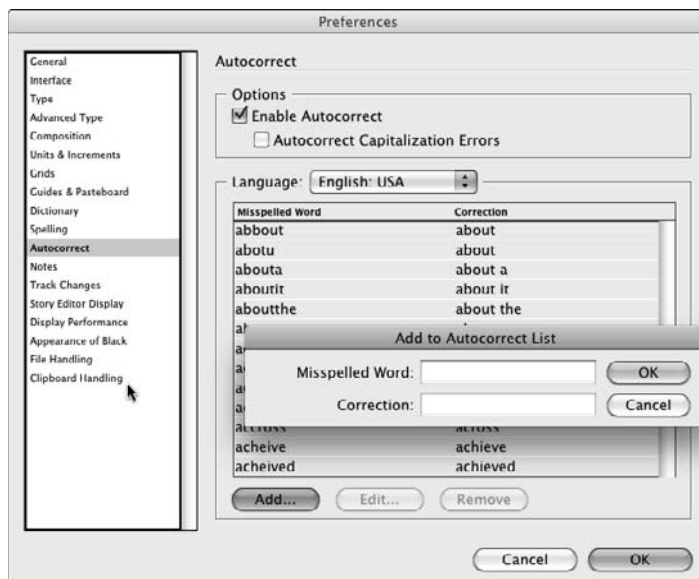 Preferences
General
Interface
Type
Advanced Type
Composition
Units & Increments
Grids
Guides & Pasteboard
Dictionary
Spelling
Autocorrect
Notes
Track Changes
Story Editor Display
Display Performance
Appearance of Black
File Handling
Clipboard Handling
Autocorrect
Options
Enable Autocorrect
Autocorrect Capitalization Errors
Language: English: USA
Misspelled Word Correction
abbout about
abotu about
abouta about a
aboutit about it
aboutthe about the
Add to Autocorrect List
Misspelled Word: OK
Correction: Cancel
acheive achieve
acheived achieved
Add... Edit... Remove
Cancel OK